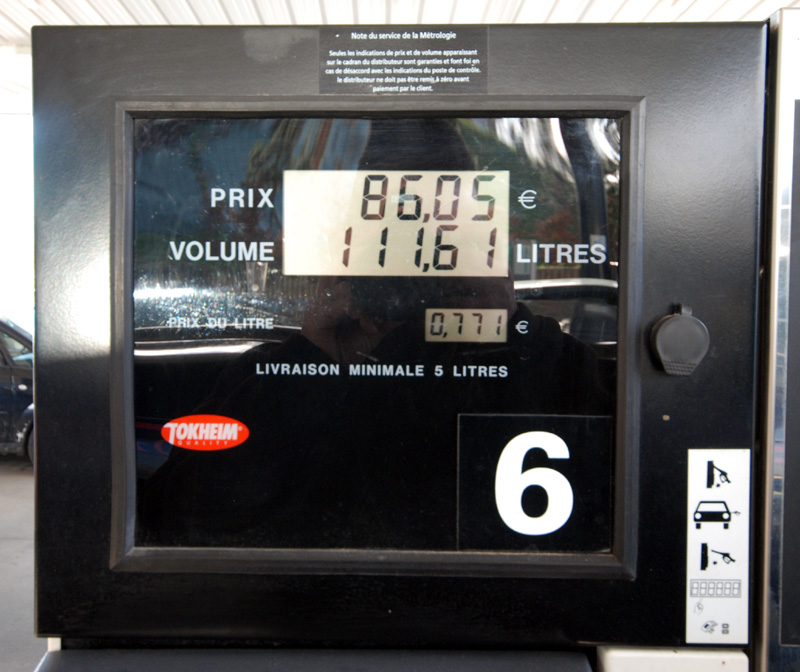 Note du service de la Métrologie
Seules les indications de prix et de volume apparaissant
sur le cadran du distributeur sont garanties et font foi en
cas de désaccord avec les indications du poste de contrôle.
le distributeur ne doit pas être remis à zéro avant
paiement par le client.
PRIX 86,05 €
VOLUME 111,61 LITRES
PRIX DU LITRE 0,771 €
LIVRAISON MINIMALE 5 LITRES
TOKHEIM
QUALITY
6